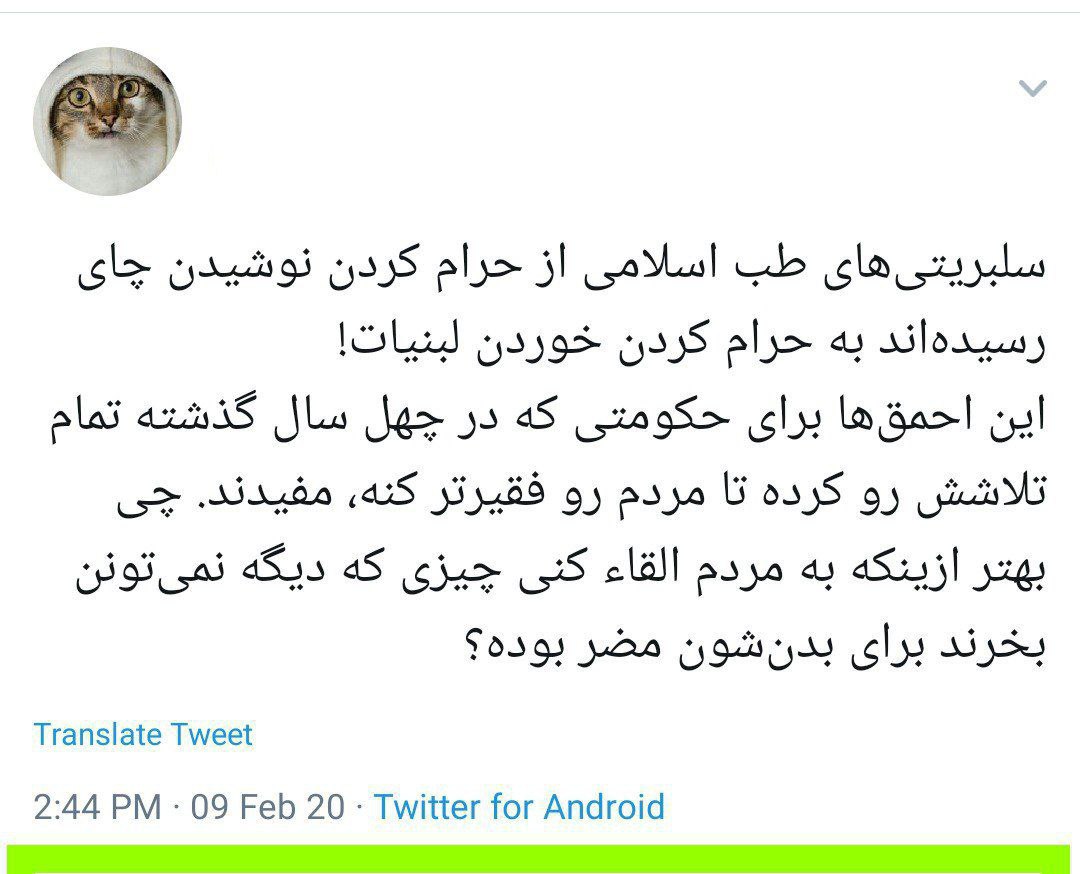 سلبریتی‌های طب اسلامی از حرام کردن نوشیدن چای
رسیده‌اند به حرام کردن خوردن لبنیات!
این احمق‌ها برای حکومتی که در چهل سال گذشته تمام
تلاشش رو کرده تا مردم رو فقیرتر کنه، مفیدند. چی
بهتر ازینکه به مردم القاء کنی چیزی که دیگه نمی‌تونن
بخرند برای بدن‌شون مضر بوده؟
Translate Tweet
2:44 PM · 09 Feb 20 · Twitter for Android